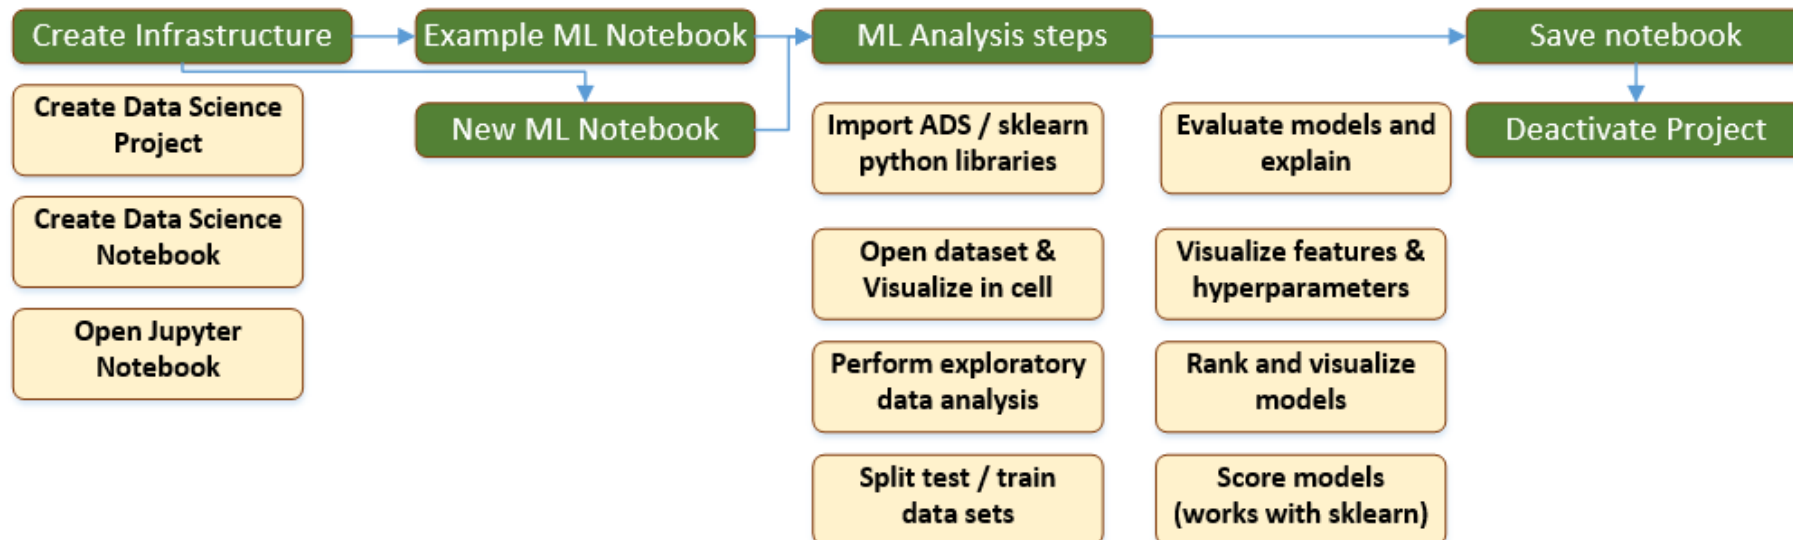 Create Infrastructure
Example ML Notebook
ML Analysis steps
Save notebook
Create Data Science
Project
New ML Notebook
Import ADS / sklearn
python libraries
Evaluate models and
explain
Deactivate Project
Create Data Science
Notebook
Open dataset &
Visualize in cell
Visualize features &
hyperparameters
Open Jupyter
Notebook
Perform exploratory
data analysis
Rank and visualize
models
Split test / train
data sets
Score models
(works with sklearn)